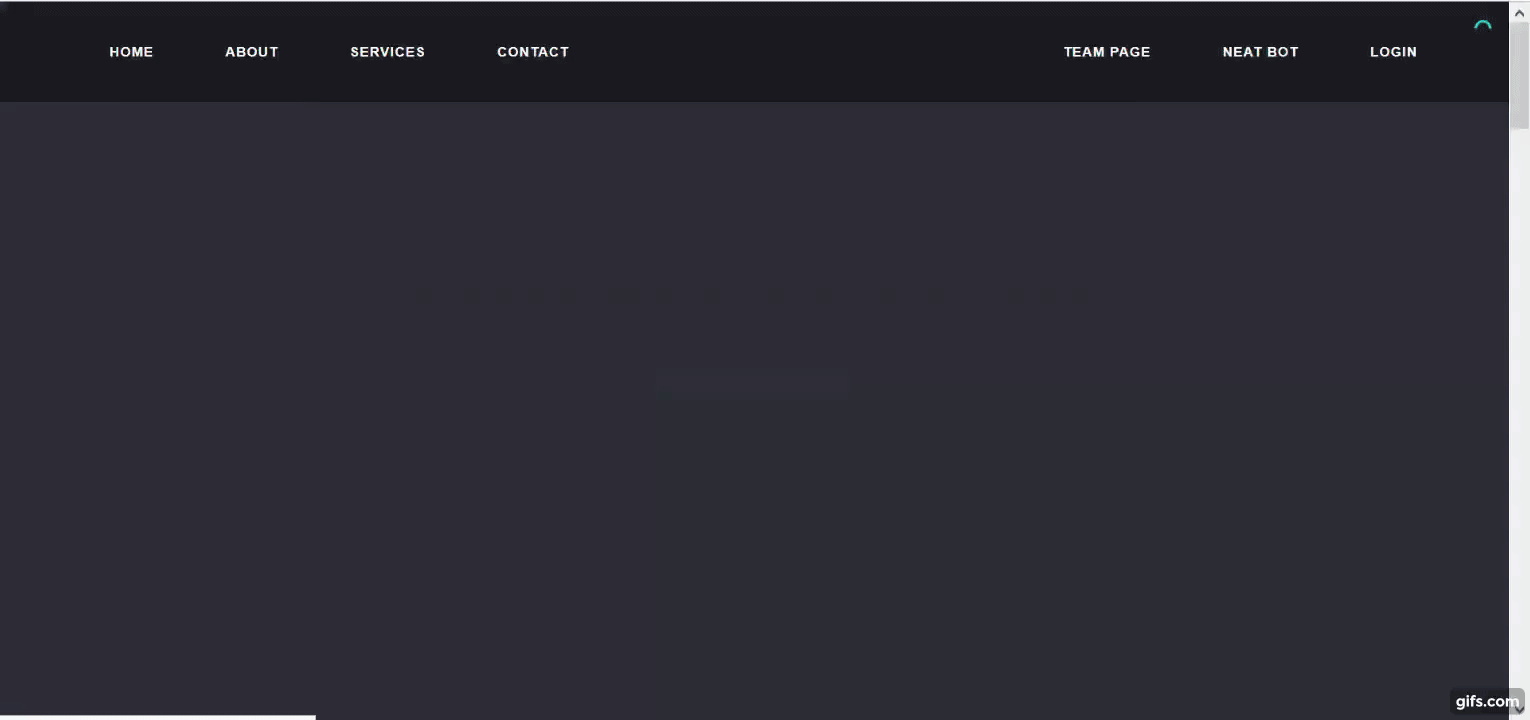 HOME ABOUT SERVICES CONTACT TEAM PAGE NEAT BOT LOGIN
gifs.com